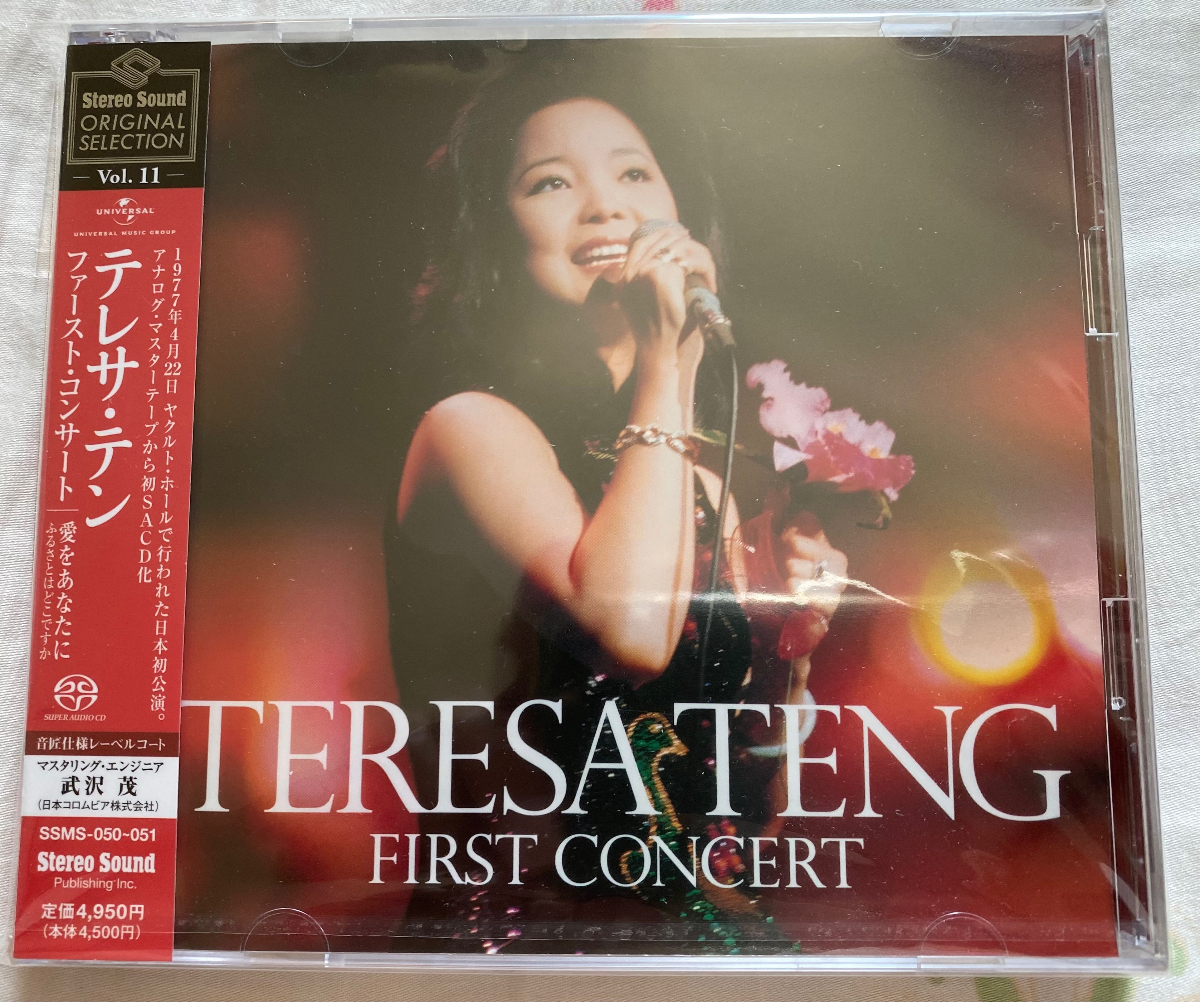 Stereo Sound
ORIGINAL
SELECTION
Vol. 11
UNIVERSAL
UNIVERSAL MUSIC GROUP
1977年4月22日 ヤクルト・ホールで行われた日本初公演。
アナログ・マスターテープから初SACD化
テレサ・テン
ファースト・コンサート
愛をあなたに
ふるさとはどこですか
SUPER AUDIO CD
音匠仕様レーベルコート
マスタリング・エンジニア
武沢 茂
(日本コロムビア株式会社)
SSMS-050~051
Stereo Sound
Publishing Inc.
定価4,950円
(本体4,500円)
TERESA TENG
FIRST CONCERT